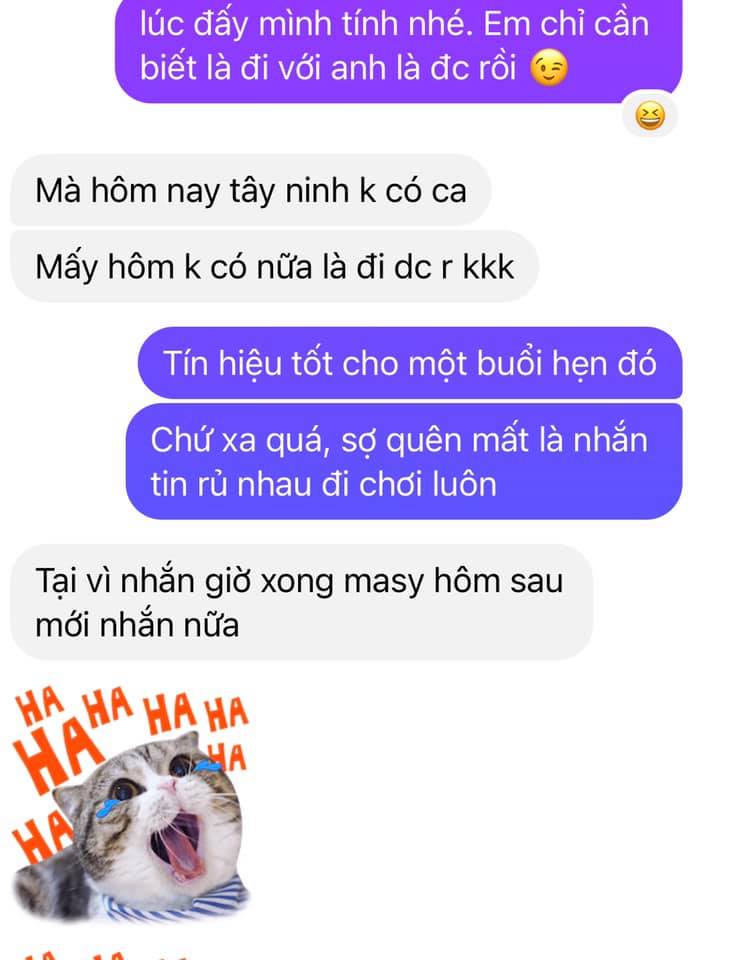 lúc đấy mình tính nhé. Em chỉ cần
biết là đi với anh là đc rồi 😉
Mà hôm nay tây ninh k có ca
Mấy hôm k có nữa là đi dc r kkk
Tín hiệu tốt cho một buổi hẹn đó
Chứ xa quá, sợ quên mất là nhắn
tin rủ nhau đi chơi luôn
Tại vì nhắn giờ xong masy hôm sau
mới nhắn nữa
HA HA HA HA
HA HA
HA